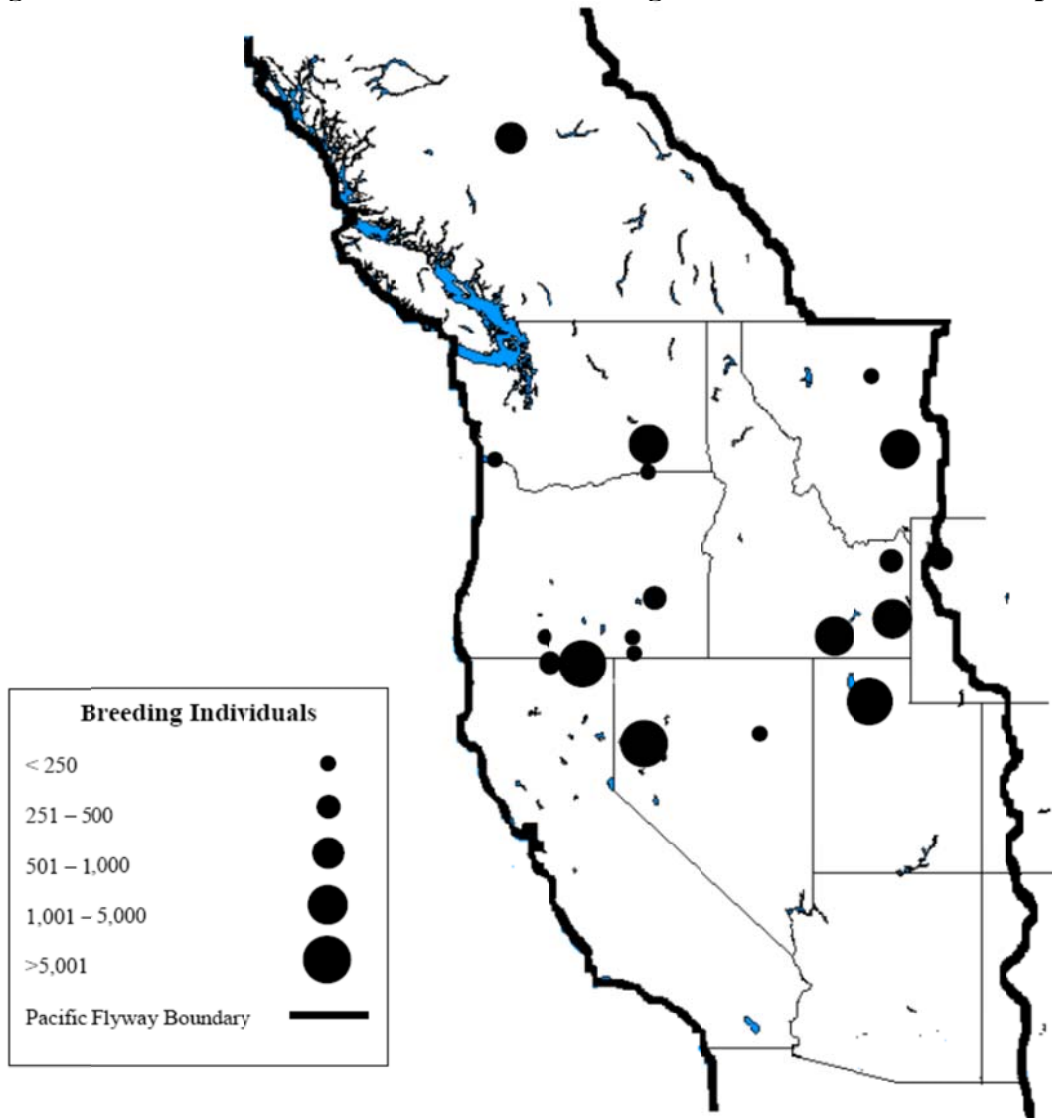 Breeding Individuals
< 250
251 – 500
501 – 1,000
1,001 – 5,000
>5,001
Pacific Flyway Boundary